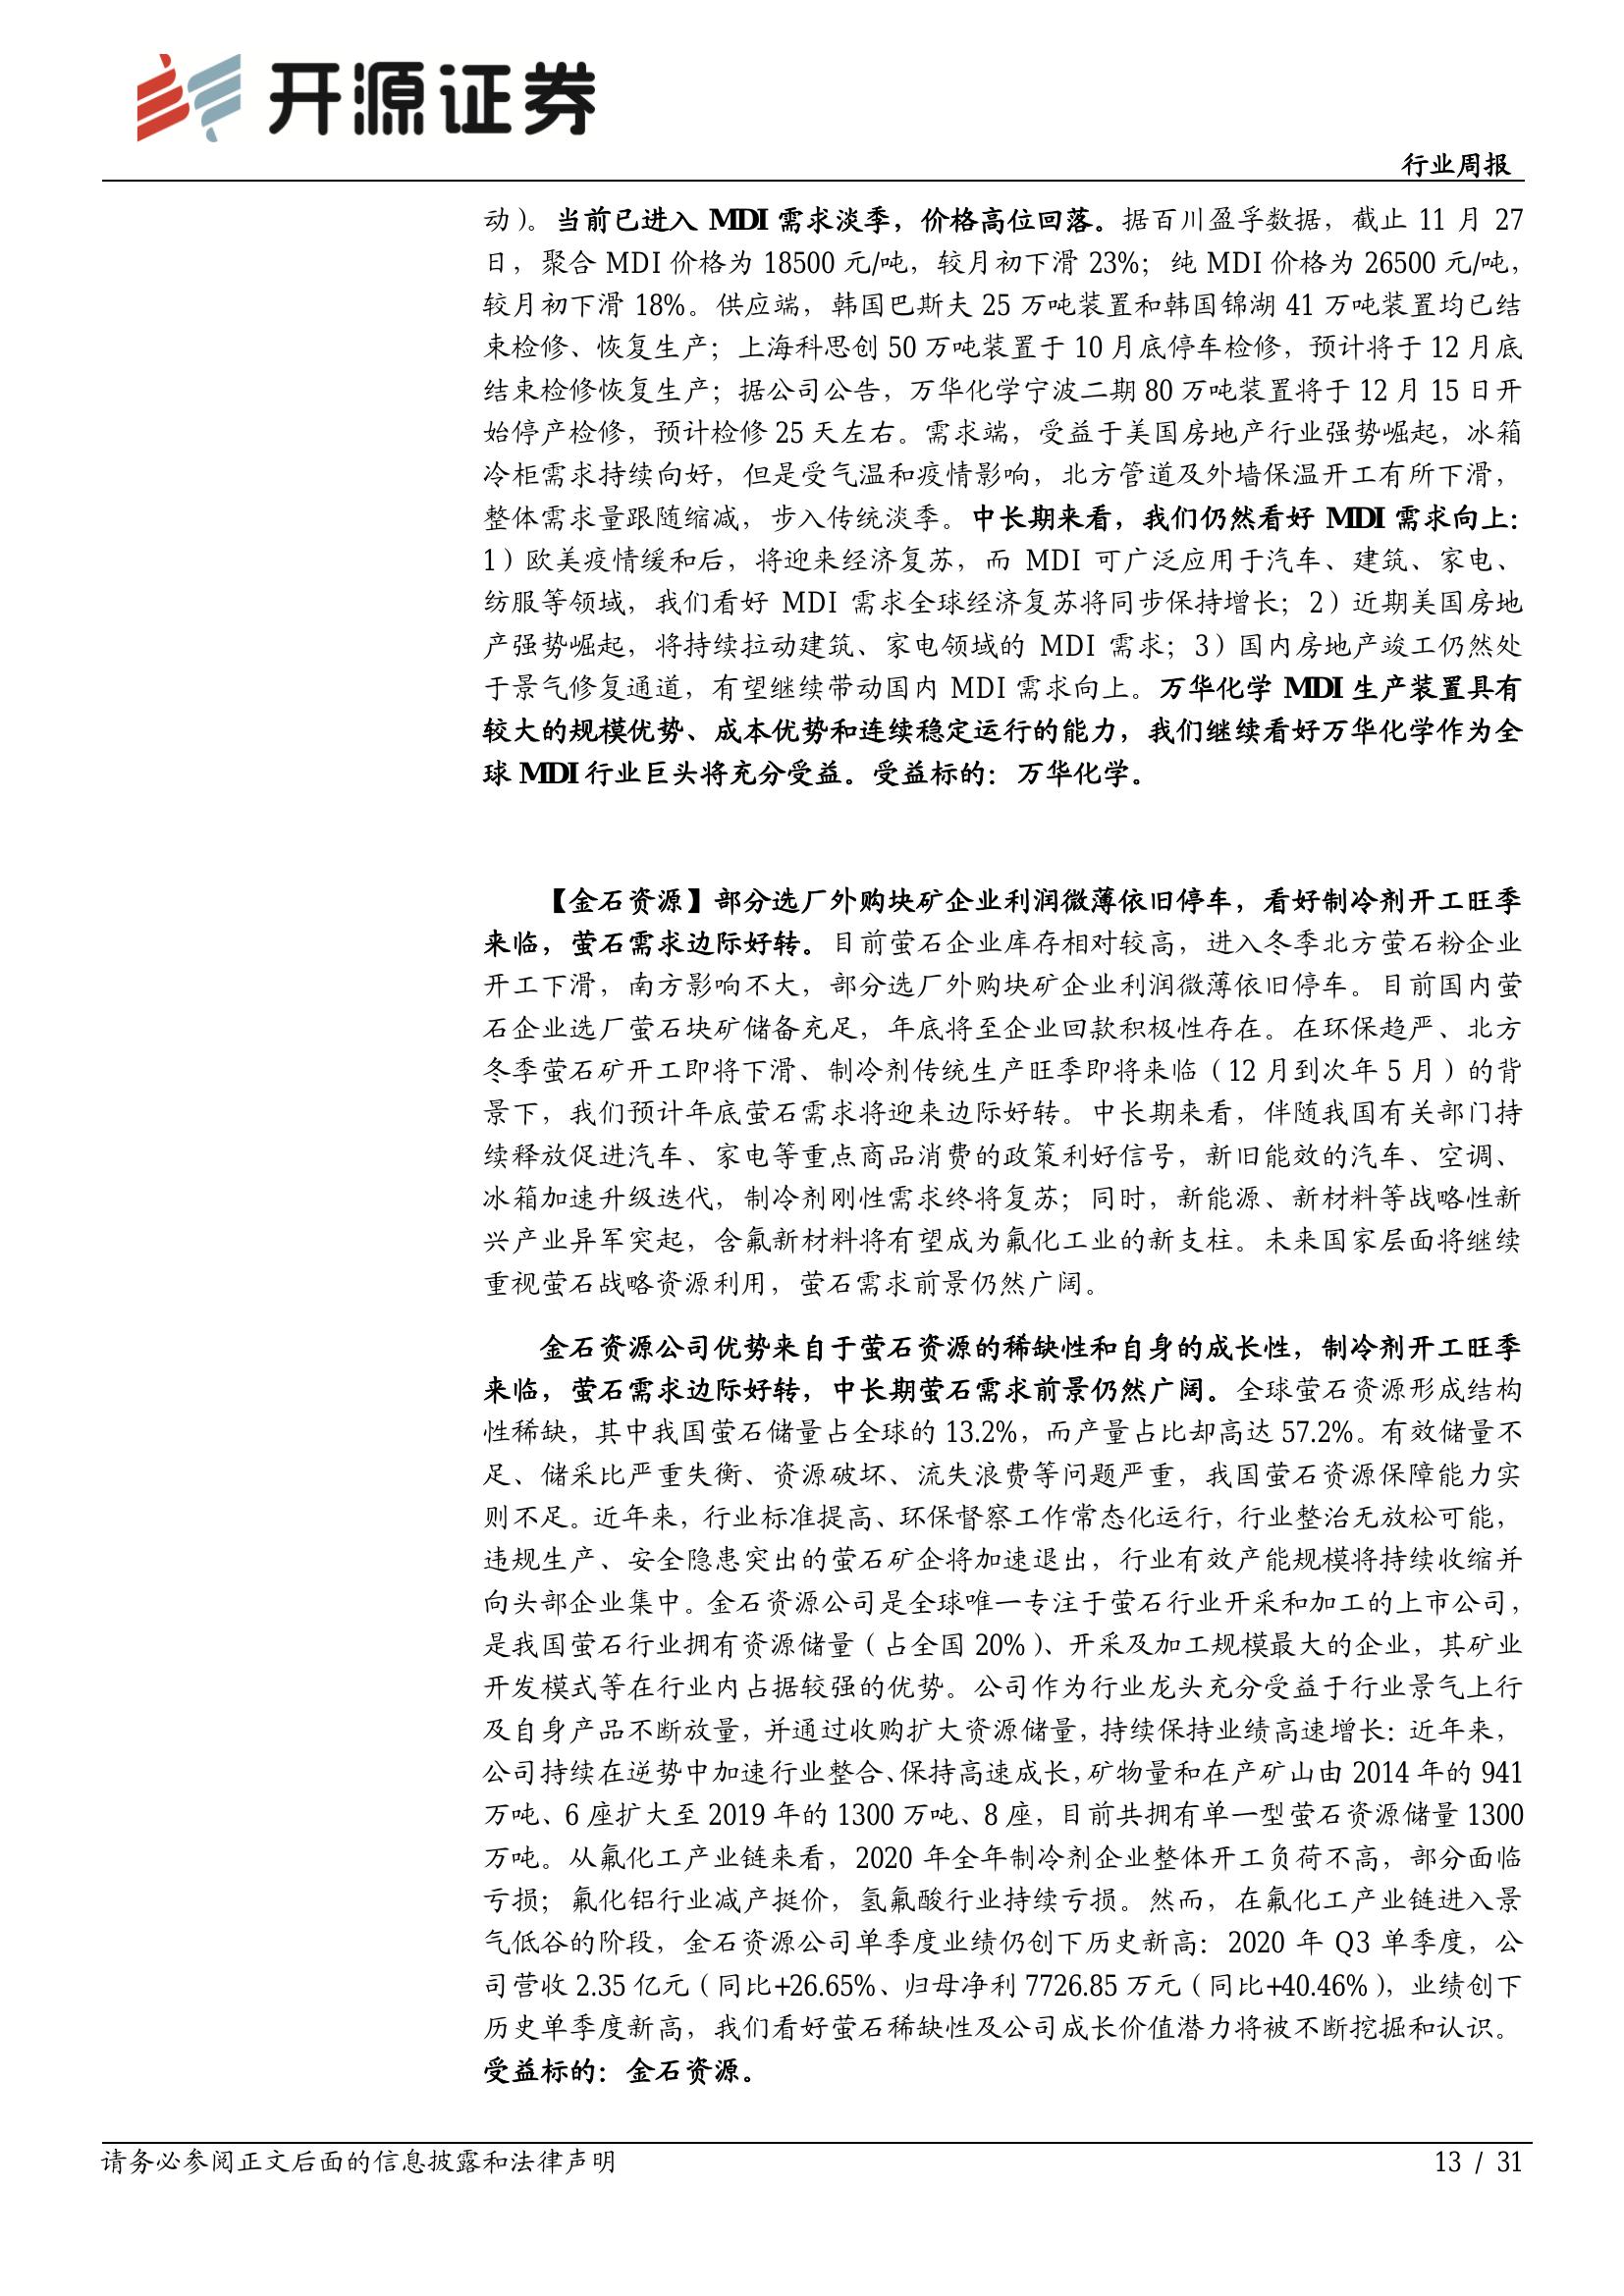 开源证券
行业周报
动）。当前已进入 MDI 需求淡季，价格高位回落。据百川盈孚数据，截止 11 月 27
日，聚合 MDI 价格为 18500 元/吨，较月初下滑 23%；纯 MDI 价格为 26500 元/吨，
较月初下滑 18%。供应端，韩国巴斯夫 25 万吨装置和韩国锦湖 41 万吨装置均已结
束检修、恢复生产；上海科思创 50 万吨装置于 10 月底停车检修，预计将于 12 月底
结束检修恢复生产；据公司公告，万华化学宁波二期 80 万吨装置将于 12 月 15 日开
始停产检修，预计检修 25 天左右。需求端，受益于美国房地产行业强势崛起，冰箱
冷柜需求持续向好，但是受气温和疫情影响，北方管道及外墙保温开工有所下滑，
整体需求量跟随缩减，步入传统淡季。中长期来看，我们仍然看好 MDI 需求向上：
1）欧美疫情缓和后，将迎来经济复苏，而 MDI 可广泛应用于汽车、建筑、家电、
纺服等领域，我们看好 MDI 需求全球经济复苏将同步保持增长；2）近期美国房地
产强势崛起，将持续拉动建筑、家电领域的 MDI 需求；3）国内房地产竣工仍然处
于景气修复通道，有望继续带动国内 MDI 需求向上。万华化学 MDI 生产装置具有
较大的规模优势、成本优势和连续稳定运行的能力，我们继续看好万华化学作为全
球 MDI 行业巨头将充分受益。受益标的：万华化学。
【金石资源】部分选厂外购块矿企业利润微薄依旧停车，看好制冷剂开工旺季
来临，萤石需求边际好转。目前萤石企业库存相对较高，进入冬季北方萤石粉企业
开工下滑，南方影响不大，部分选厂外购块矿企业利润微薄依旧停车。目前国内萤
石企业选厂萤石块矿储备充足，年底将至企业回款积极性存在。在环保趋严、北方
冬季萤石矿开工即将下滑、制冷剂传统生产旺季即将来临（12 月到次年 5 月）的背
景下，我们预计年底萤石需求将迎来边际好转。中长期来看，伴随我国有关部门持
续释放促进汽车、家电等重点商品消费的政策利好信号，新旧能效的汽车、空调、
冰箱加速升级迭代，制冷剂刚性需求终将复苏；同时，新能源、新材料等战略性新
兴产业异军突起，含氟新材料将有望成为氟化工业的新支柱。未来国家层面将继续
重视萤石战略资源利用，萤石需求前景仍然广阔。
金石资源公司优势来自于萤石资源的稀缺性和自身的成长性，制冷剂开工旺季
来临，萤石需求边际好转，中长期萤石需求前景仍然广阔。全球萤石资源形成结构
性稀缺，其中我国萤石储量占全球的 13.2%，而产量占比却高达 57.2%。有效储量不
足、储采比严重失衡、资源破坏、流失浪费等问题严重，我国萤石资源保障能力实
则不足。近年来，行业标准提高、环保督察工作常态化运行，行业整治无放松可能，
违规生产、安全隐患突出的萤石矿企将加速退出，行业有效产能规模将持续收缩并
向头部企业集中。金石资源公司是全球唯一专注于萤石行业开采和加工的上市公司，
是我国萤石行业拥有资源储量（占全国 20%）、开采及加工规模最大的企业，其矿业
开发模式等在行业内占据较强的优势。公司作为行业龙头充分受益于行业景气上行
及自身产品不断放量，并通过收购扩大资源储量，持续保持业绩高速增长：近年来，
公司持续在逆势中加速行业整合、保持高速成长，矿物量和在产矿山由 2014 年的 941
万吨、6 座扩大至 2019 年的 1300 万吨、8 座，目前共拥有单一型萤石资源储量 1300
万吨。从氟化工产业链来看，2020 年全年制冷剂企业整体开工负荷不高，部分面临
亏损；氟化铝行业减产挺价，氢氟酸行业持续亏损。然而，在氟化工产业链进入景
气低谷的阶段，金石资源公司单季度业绩仍创下历史新高：2020 年 Q3 单季度，公
司营收 2.35 亿元（同比+26.65%、归母净利 7726.85 万元（同比+40.46%），业绩创下
历史单季度新高，我们看好萤石稀缺性及公司成长价值潜力将被不断挖掘和认识。
受益标的：金石资源。
请务必参阅正文后面的信息披露和法律声明
13 / 31